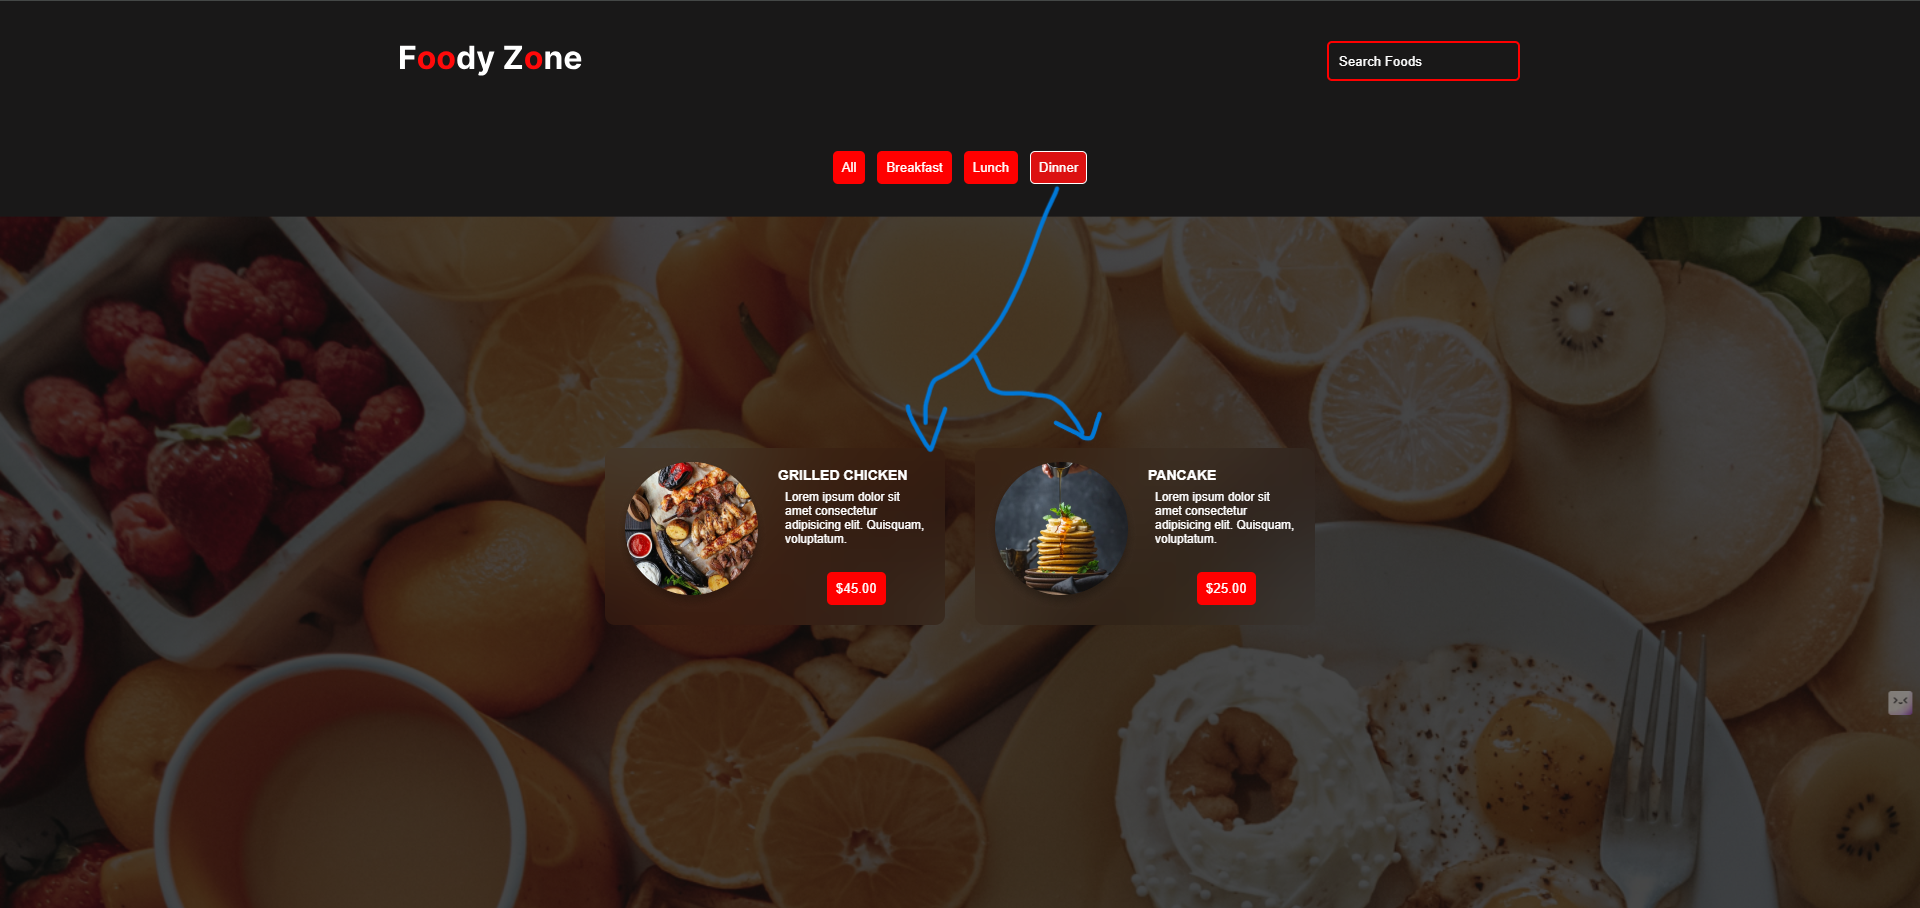 Foody Zone
Search Foods
All
Breakfast
Lunch
Dinner
GRILLED CHICKEN
Lorem ipsum dolor sit
amet consectetur
adipisicing elit. Quisquam,
voluptatum.
$45.00
PANCAKE
Lorem ipsum dolor sit
amet consectetur
adipisicing elit. Quisquam,
voluptatum.
$25.00